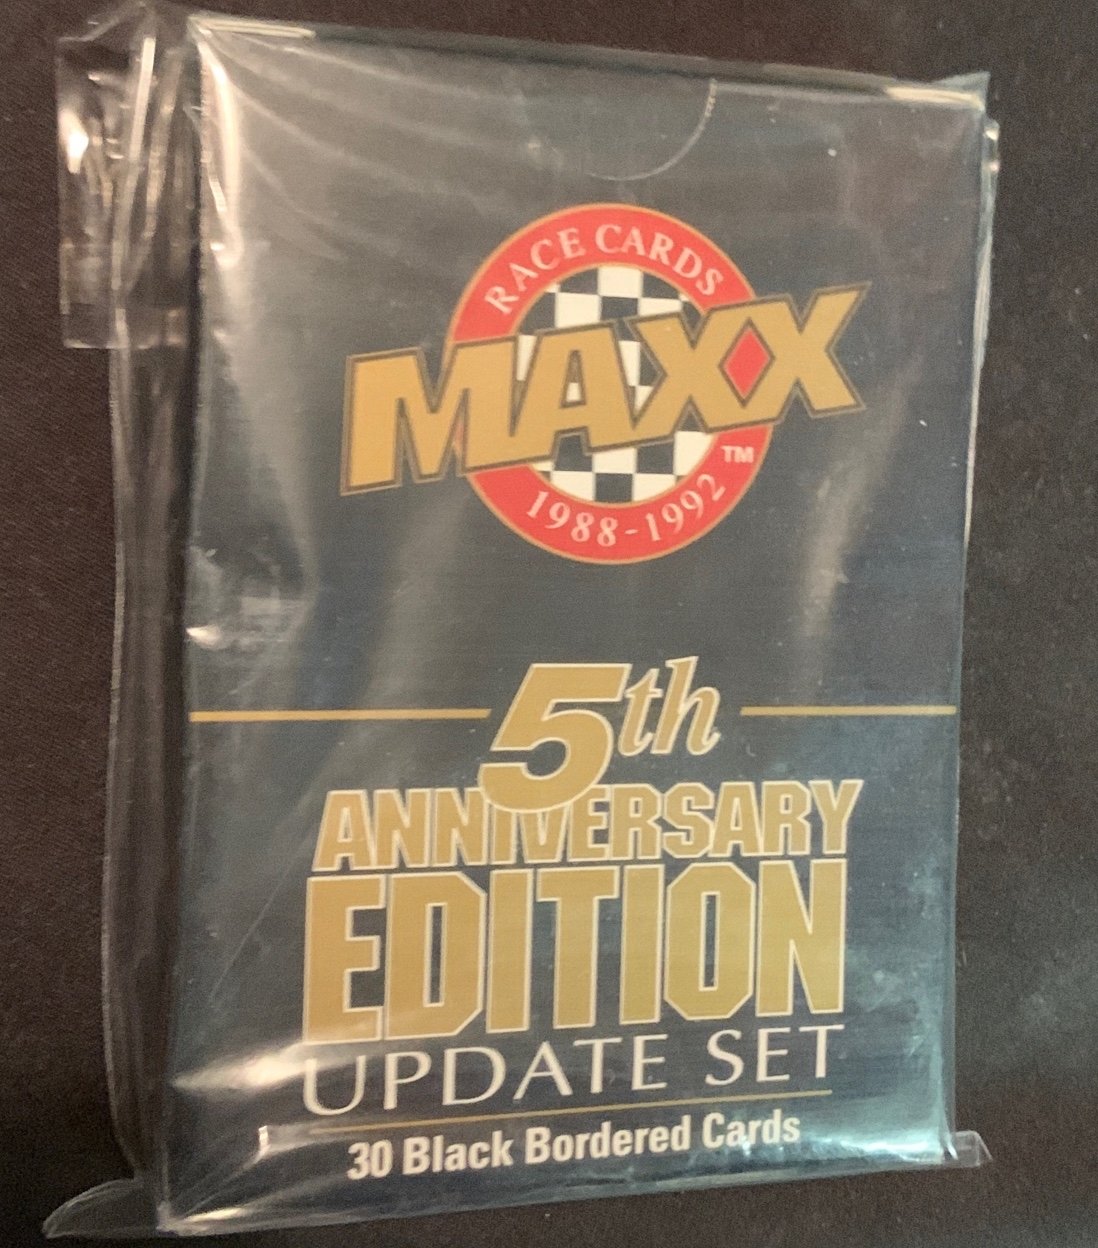 RACE CARDS
MAXX
TM
1988-1992
5th
ANNIVERSARY
EDITION
UPDATE SET
30 Black Bordered Cards